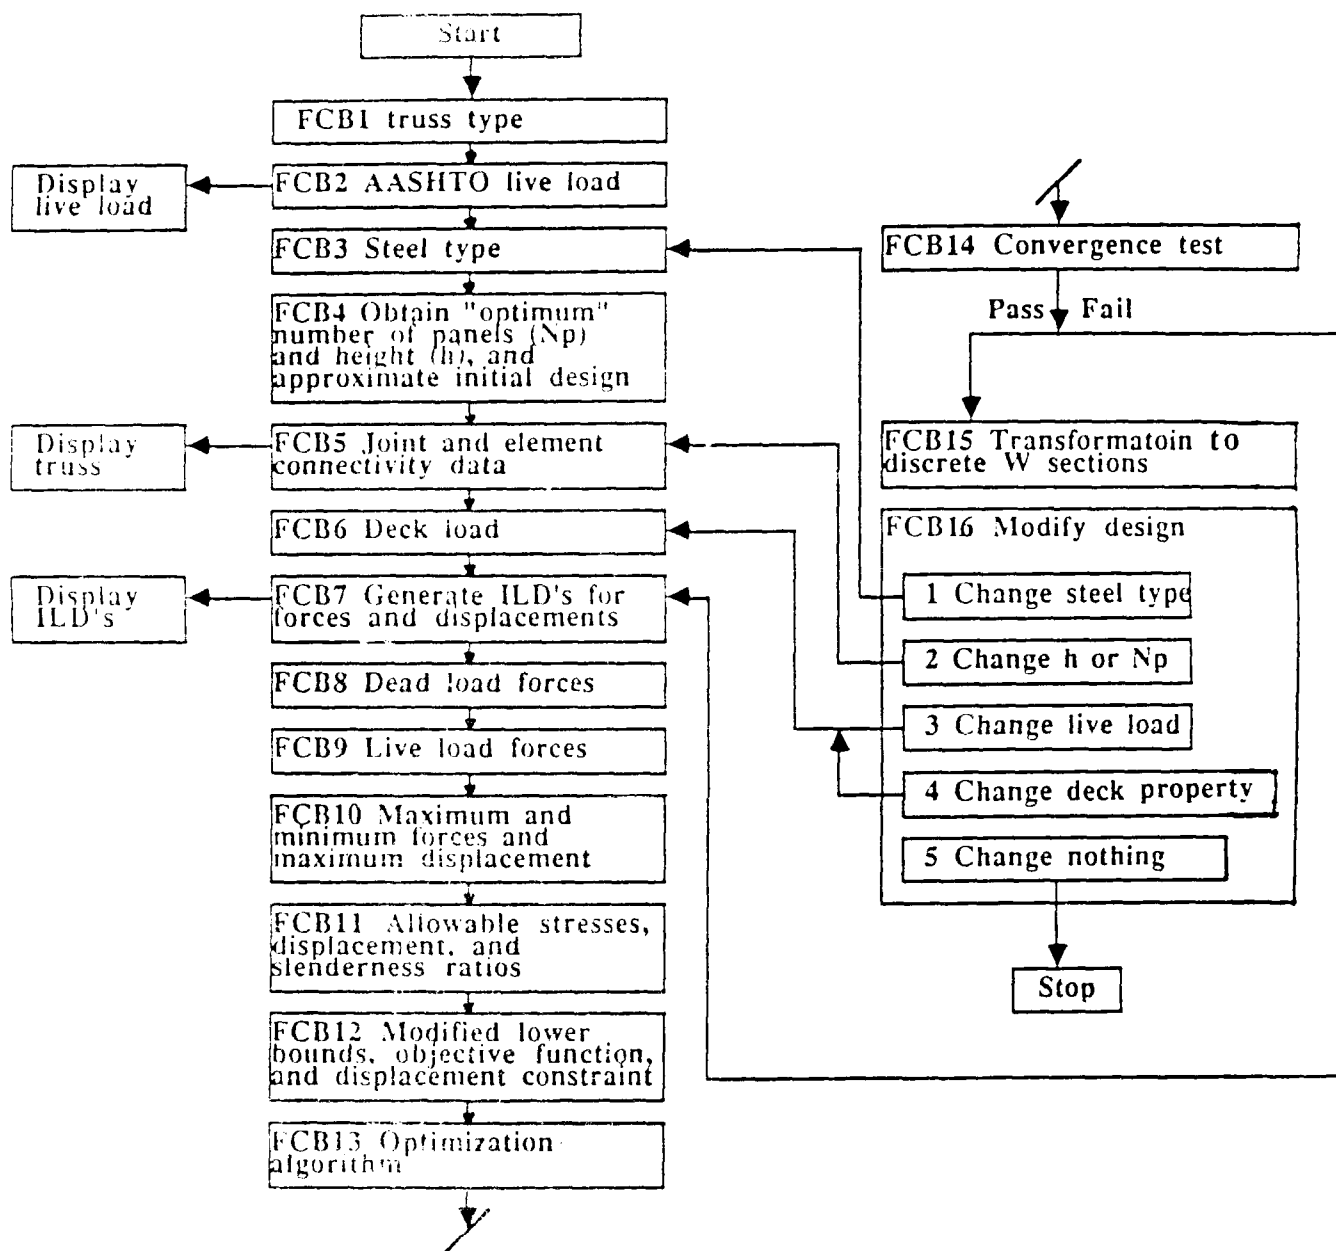 Start
FCB1 truss type
FCB2 AASHTO live load
Display
live load
FCB3 Steel type
FCB4 Obtain "optimum"
number of panels (Np)
and height (h), and
approximate initial design
FCB5 Joint and element
connectivity data
Display
truss
FCB6 Deck load
FCB7 Generate ILD's for
forces and displacements
Display
ILD's
FCB8 Dead load forces
FCB9 Live load forces
FCB10 Maximum and
minimum forces and
maximum displacement
FCB11 Allowable stresses,
displacement, and
slenderness ratios
FCB12 Modified lower
bounds, objective function,
and displacement constraint
FCB13 Optimization
algorithm
FCB14 Convergence test
Pass Fail
FCB15 Transformatoin to
discrete W sections
FCB16 Modify design
1 Change steel type
2 Change h or Np
3 Change live load
4 Change deck property
5 Change nothing
Stop